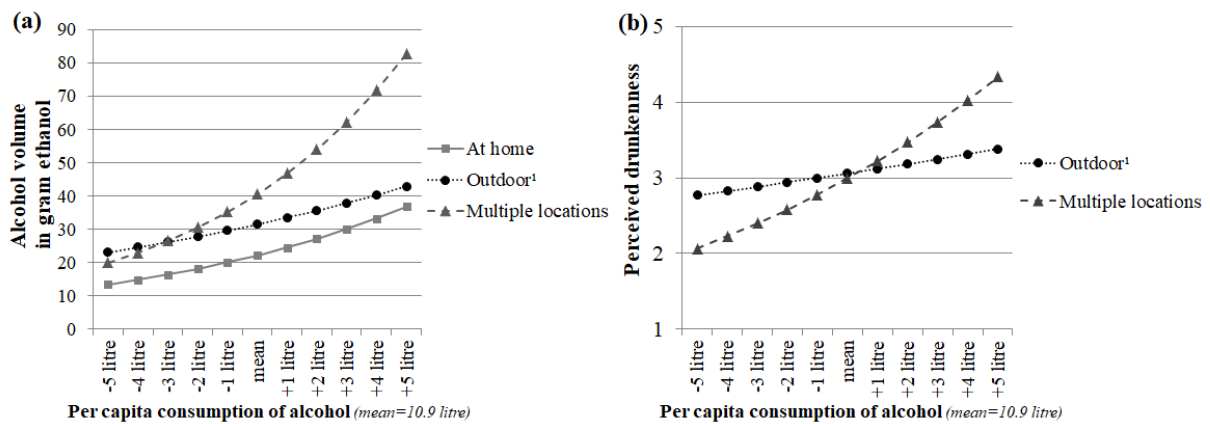 (a)
Alcohol volume
in gram ethanol
90
80
70
60
50
40
30
20
10
0
-5 litre
-4 litre
-3 litre
-2 litre
-1 litre
mean
+1 litre
+2 litre
+3 litre
+4 litre
+5 litre
Per capita consumption of alcohol (mean=10.9 litre)
At home
Outdoor¹
Multiple locations
(b)
Perceived drunkenness
5
4
3
2
1
-5 litre
-4 litre
-3 litre
-2 litre
-1 litre
mean
+1 litre
+2 litre
+3 litre
+4 litre
+5 litre
Per capita consumption of alcohol (mean=10.9 litre)
Outdoor¹
Multiple locations